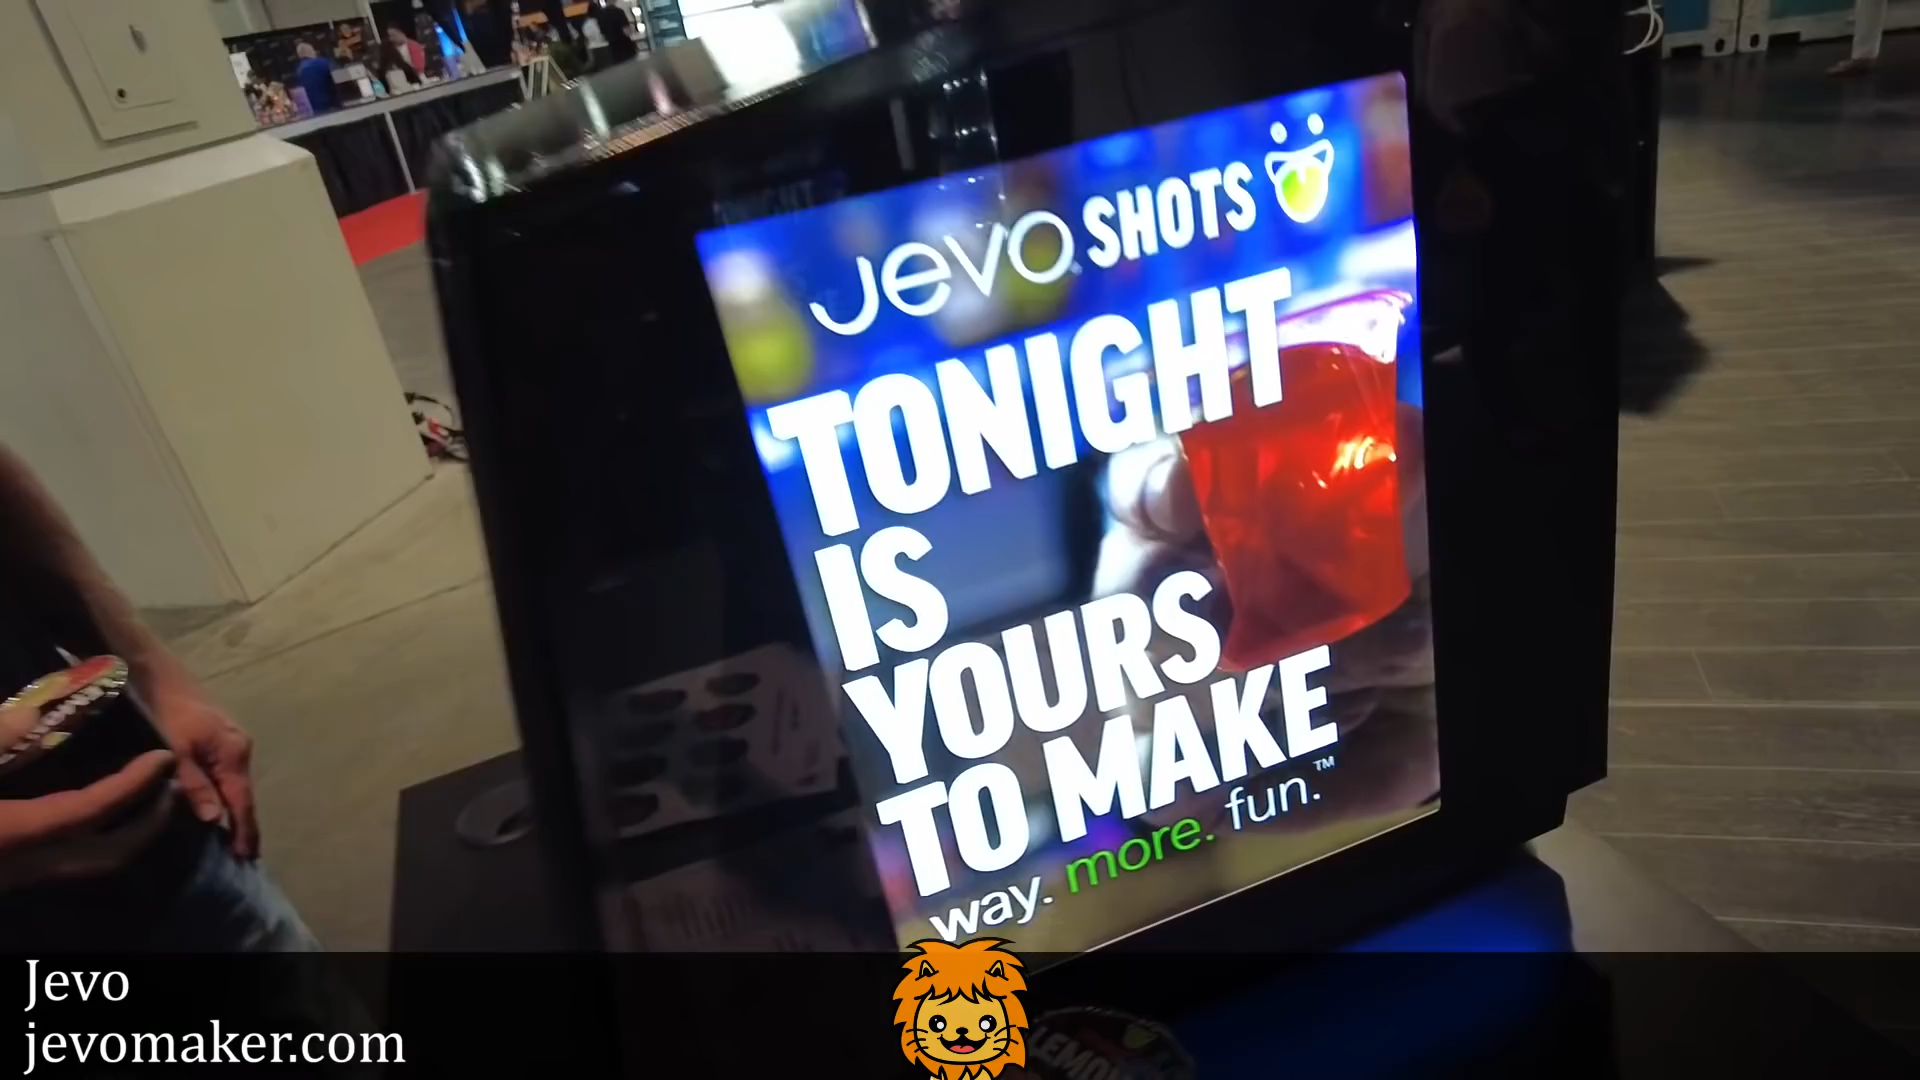 Jevo SHOTS
TONIGHT
IS
YOURS
TO MAKE
way. more. fun.™
Jevo
jevomaker.com